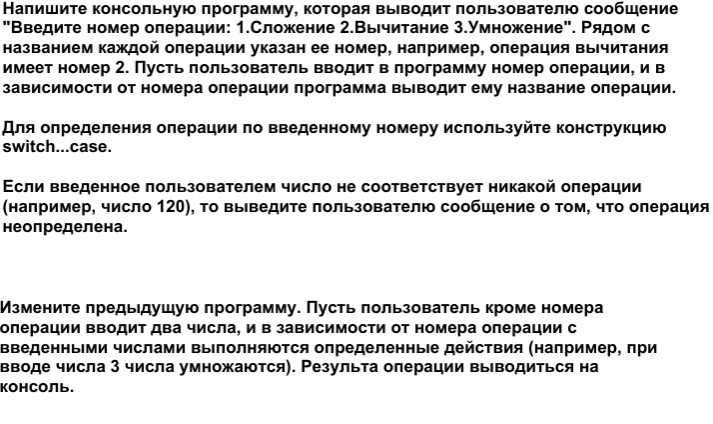 Напишите консольную программу, которая выводит пользователю сообщение
"Введите номер операции: 1.Сложение 2.Вычитание 3.Умножение". Рядом с
названием каждой операции указан ее номер, например, операция вычитания
имеет номер 2. Пусть пользователь вводит в программу номер операции, и в
зависимости от номера операции программа выводит ему название операции.
Для определения операции по введенному номеру используйте конструкцию
switch...case.
Если введенное пользователем число не соответствует никакой операции
(например, число 120), то выведите пользователю сообщение о том, что операция
неопределена.
Измените предыдущую программу. Пусть пользователь кроме номера
операции вводит два числа, и в зависимости от номера операции с
введенными числами выполняются определенные действия (например, при
вводе числа 3 числа умножаются). Результа операции выводиться на
консоль.